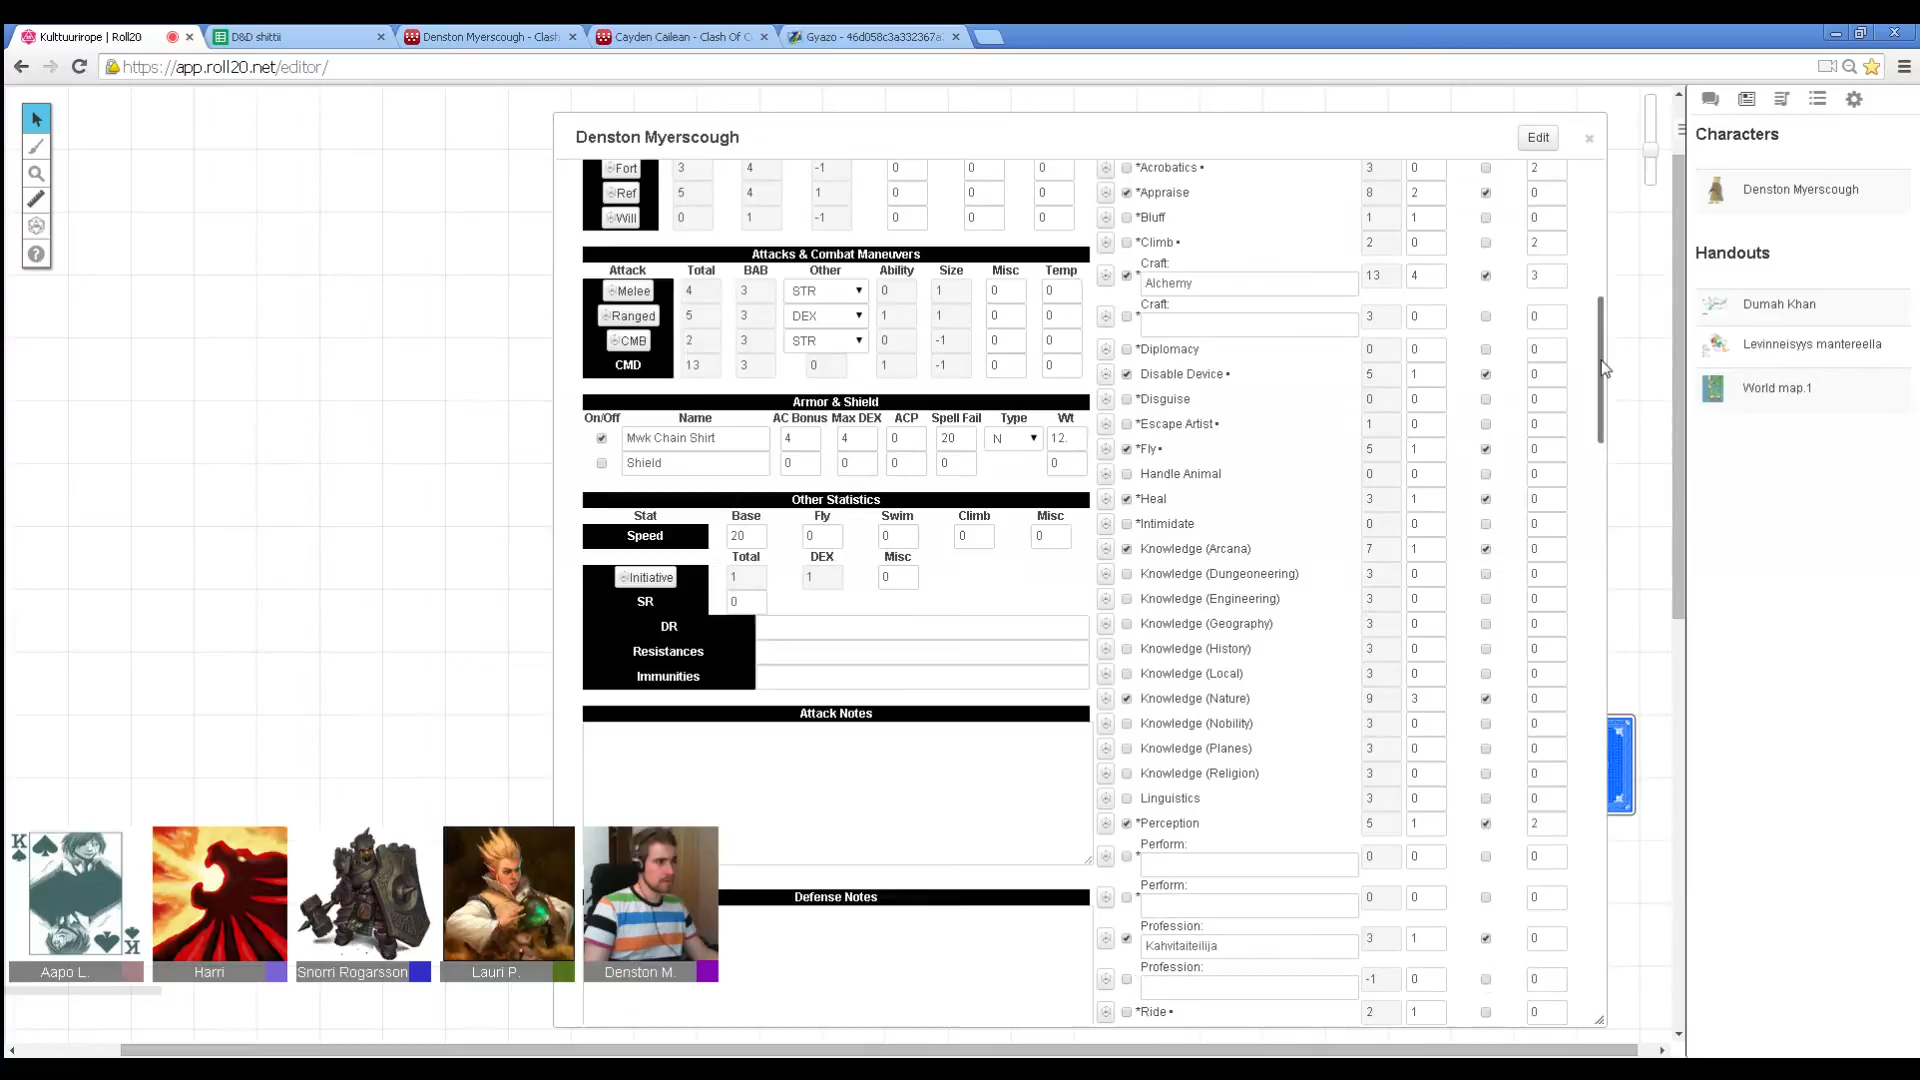 Kulttuurirope | Roll20
D&D shittii
Denston Myerscough - Clash
Cayden Cailean - Clash Of C
Gyazo - 46d058c3a332367a
https://app.roll20.net/editor/
Denston Myerscough
Edit
Fort 3 4 -1 0 0 0
Ref 5 4 1 0 0 0
Will 0 1 -1 0 0 0
Attacks & Combat Maneuvers
Attack Total BAB Other Ability Size Misc Temp
Melee 4 3 STR 0 1 0 0
Ranged 5 3 DEX 1 1 0 0
CMB 2 3 STR 0 -1 0 0
CMD 13 3 0 1 -1 0 0
Armor & Shield
On/Off Name AC Bonus Max DEX ACP Spell Fail Type Wt
Mwk Chain Shirt 4 4 0 20 N 12.
Shield 0 0 0 0 0
Other Statistics
Stat Base Fly Swim Climb Misc
Speed 20 0 0 0 0
Total DEX Misc
Initiative 1 1 0
SR 0
DR
Resistances
Immunities
Attack Notes
Defense Notes
*Acrobatics • 3 0 2
*Appraise 8 2 0
*Bluff 1 1 0
*Climb • 2 0 2
Craft:
* Alchemy 13 4 3
Craft:
* 3 0 0
*Diplomacy 0 0 0
Disable Device • 5 1 0
*Disguise 0 0 0
*Escape Artist • 1 0 0
*Fly • 5 1 0
Handle Animal 0 0 0
*Heal 3 1 0
*Intimidate 0 0 0
Knowledge (Arcana) 7 1 0
Knowledge (Dungeoneering) 3 0 0
Knowledge (Engineering) 3 0 0
Knowledge (Geography) 3 0 0
Knowledge (History) 3 0 0
Knowledge (Local) 3 0 0
Knowledge (Nature) 9 3 0
Knowledge (Nobility) 3 0 0
Knowledge (Planes) 3 0 0
Knowledge (Religion) 3 0 0
Linguistics 3 0 0
*Perception 5 1 2
Perform:
* 0 0 0
Perform:
* 0 0 0
Profession:
* Kahvitaiteilija 3 1 0
Profession:
* -1 0 0
*Ride • 2 1 0
Characters
Denston Myerscough
Handouts
Dumah Khan
Levinneisyys mantereella
World map.1
K
K
Aapo L.
Harri
Snorri Rogarsson
Lauri P.
Denston M.